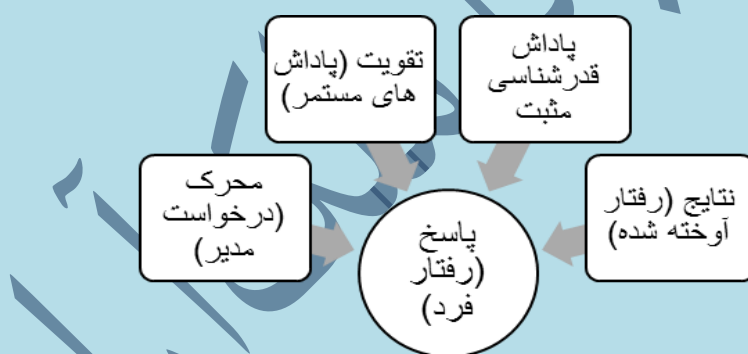 پاداش
قدرشناسی
مثبت
تقویت (پاداش
های مستمر)
نتایج (رفتار
آوخته شده)
محرک
(درخواست
مدیر)
پاسخ
(رفتار
فرد)